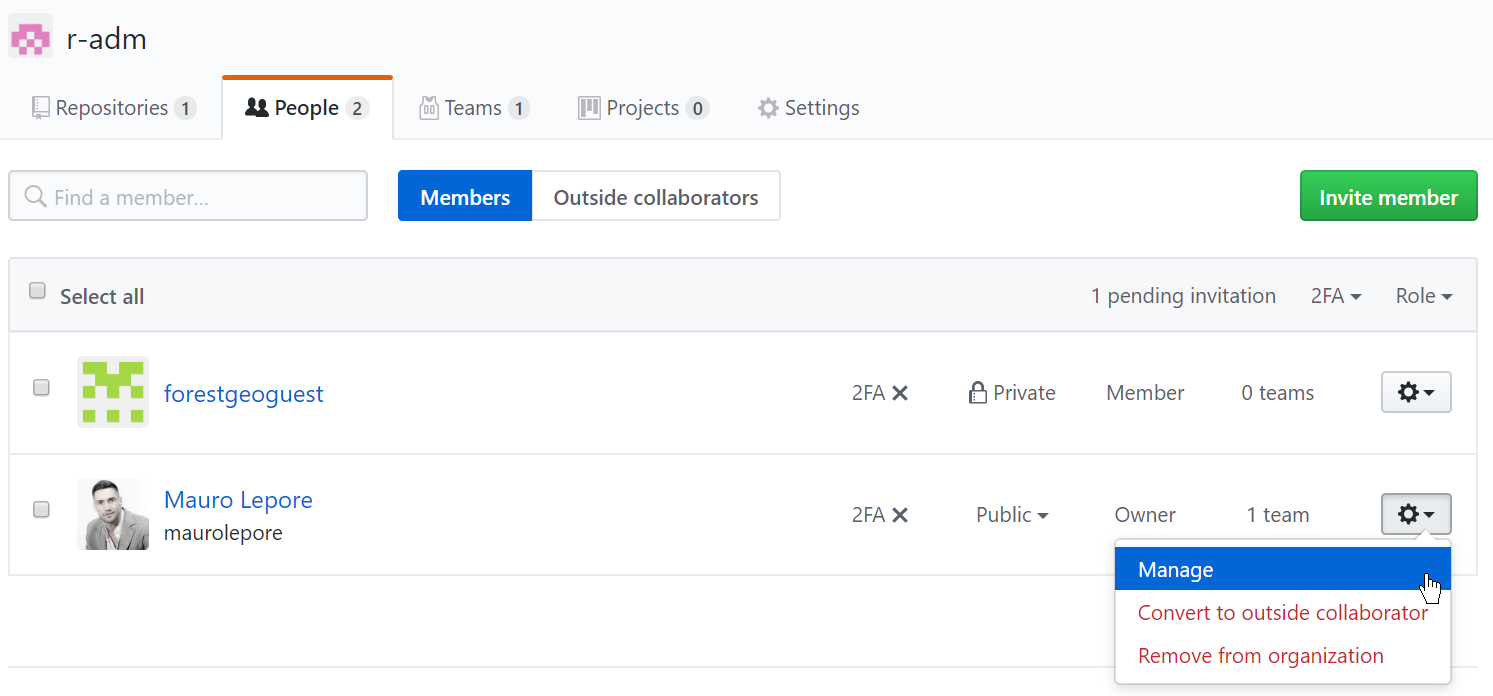 r-adm
Repositories 1 People 2 Teams 1 Projects 0 Settings
Find a member... Members Outside collaborators Invite member
Select all 1 pending invitation 2FA Role
forestgeoguest 2FA Private Member 0 teams
Mauro Lepore
maurolepore 2FA Public Owner 1 team
Manage
Convert to outside collaborator
Remove from organization